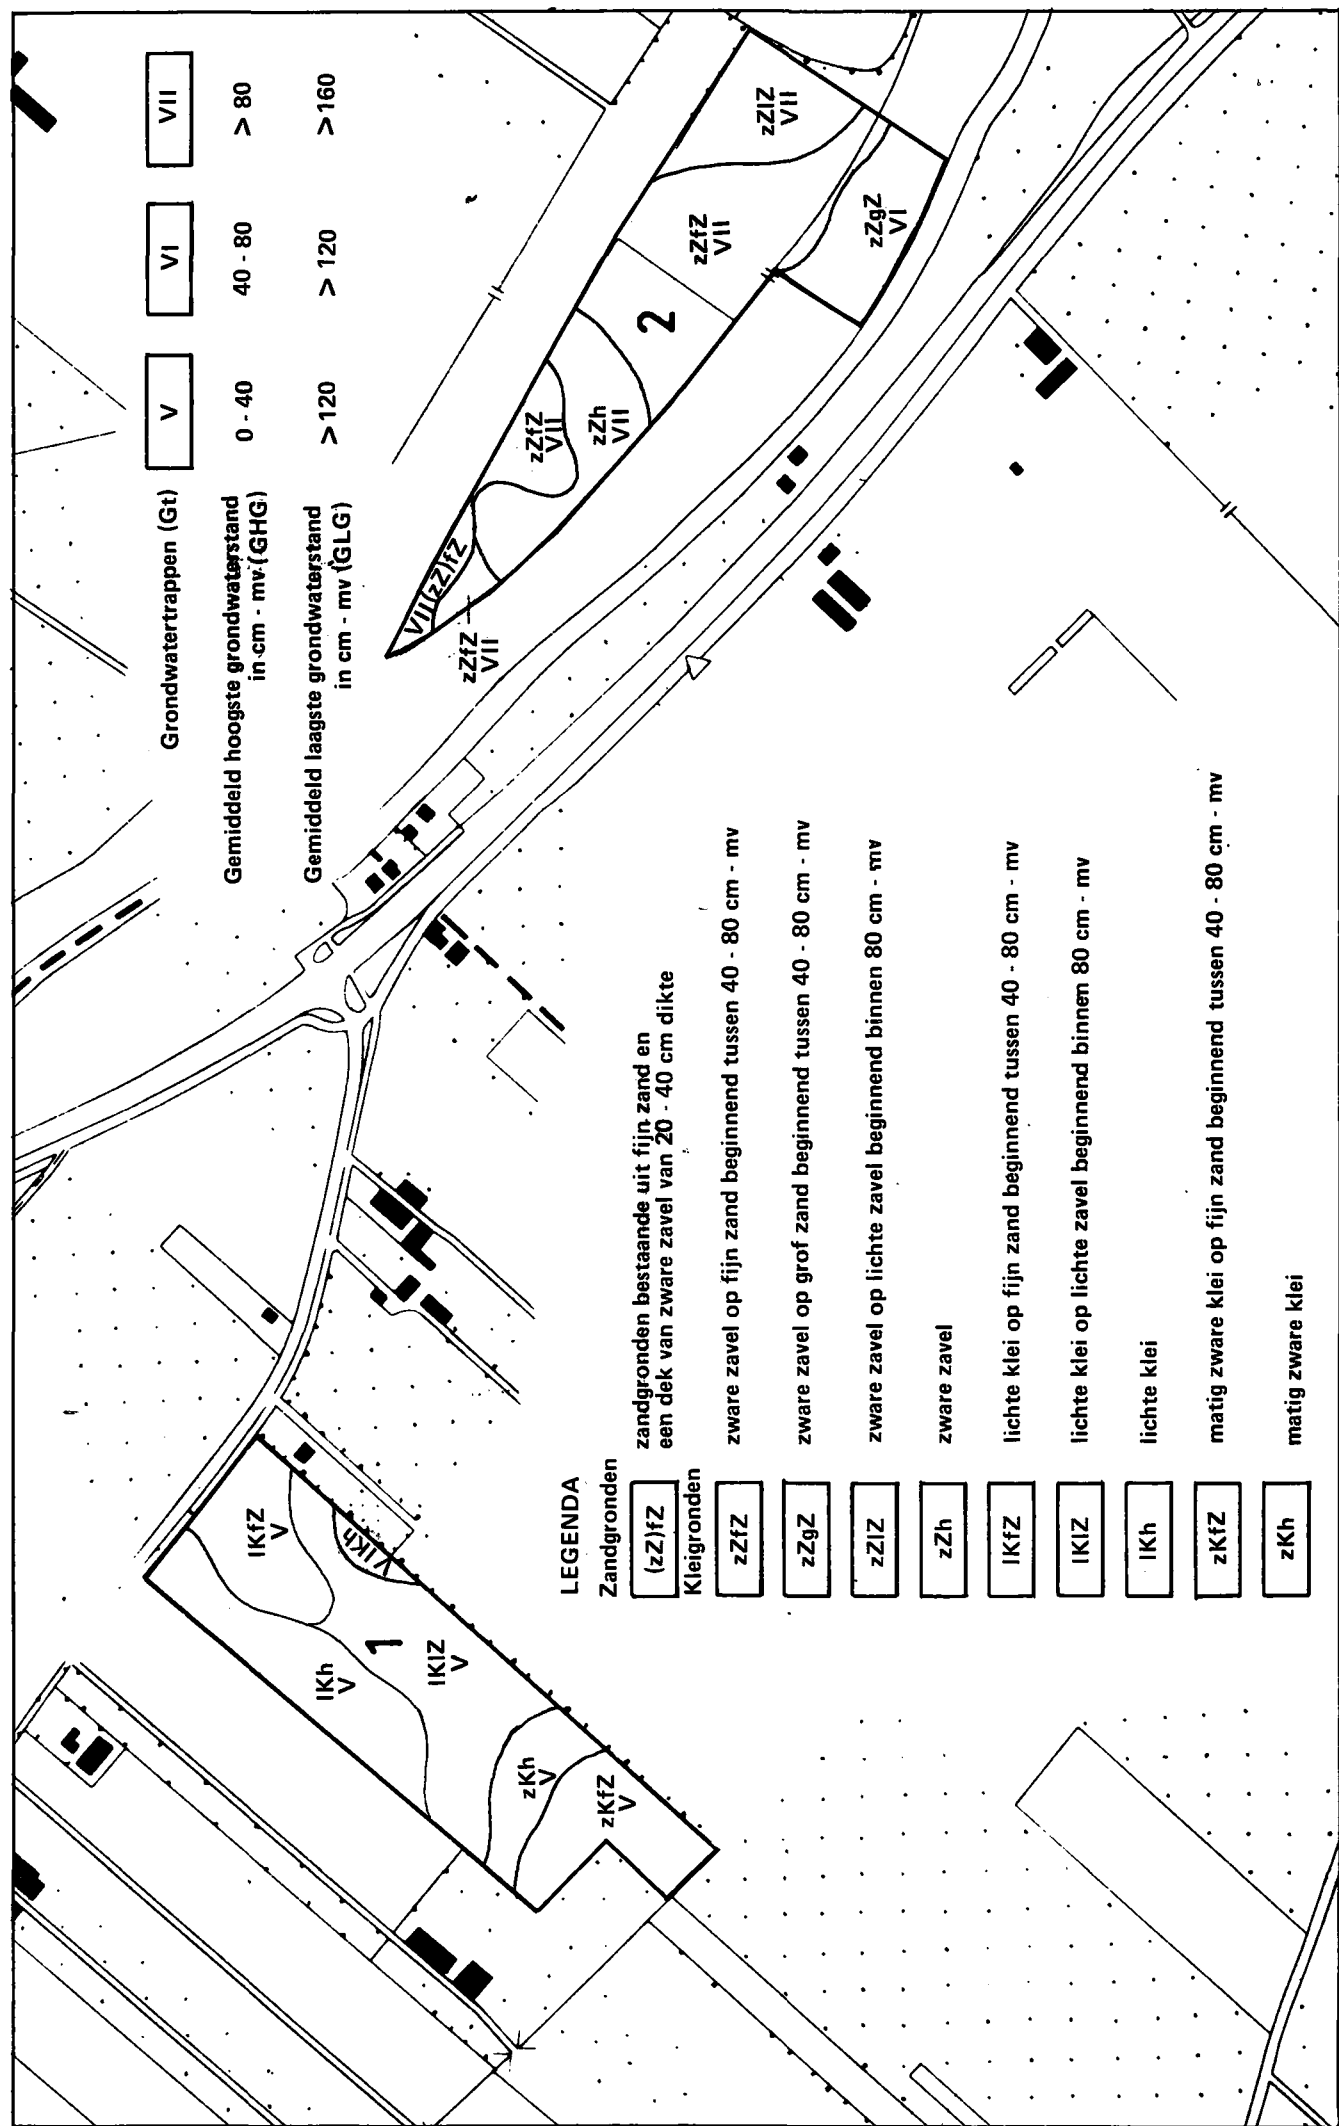 Grondwatertrappen (Gt) V VI VII
Gemiddeld hoogste grondwaterstand
in cm - mv (GHG) 0 - 40 40 - 80 > 80
Gemiddeld laagste grondwaterstand
in cm - mv (GLG) >120 > 120 >160
lKfZ
V
V lKh
lKh
V
1
lKlZ
V
zKh
V
zKfZ
V
VII (zZ)fZ
zZfZ
VII
zZfZ
VII
zZh
VII
2
zZfZ
VII
zZlZ
VII
zZgZ
VI
LEGENDA
Zandgronden
(zZ)fZ zandgronden bestaande uit fijn zand en
een dek van zware zavel van 20 - 40 cm dikte
Kleigronden
zZfZ zware zavel op fijn zand beginnend tussen 40 - 80 cm - mv
zZgZ zware zavel op grof zand beginnend tussen 40 - 80 cm - mv
zZlZ zware zavel op lichte zavel beginnend binnen 80 cm - mv
zZh zware zavel
lKfZ lichte klei op fijn zand beginnend tussen 40 - 80 cm - mv
lKlZ lichte klei op lichte zavel beginnend binnen 80 cm - mv
lKh lichte klei
zKfZ matig zware klei op fijn zand beginnend tussen 40 - 80 cm - mv
zKh matig zware klei